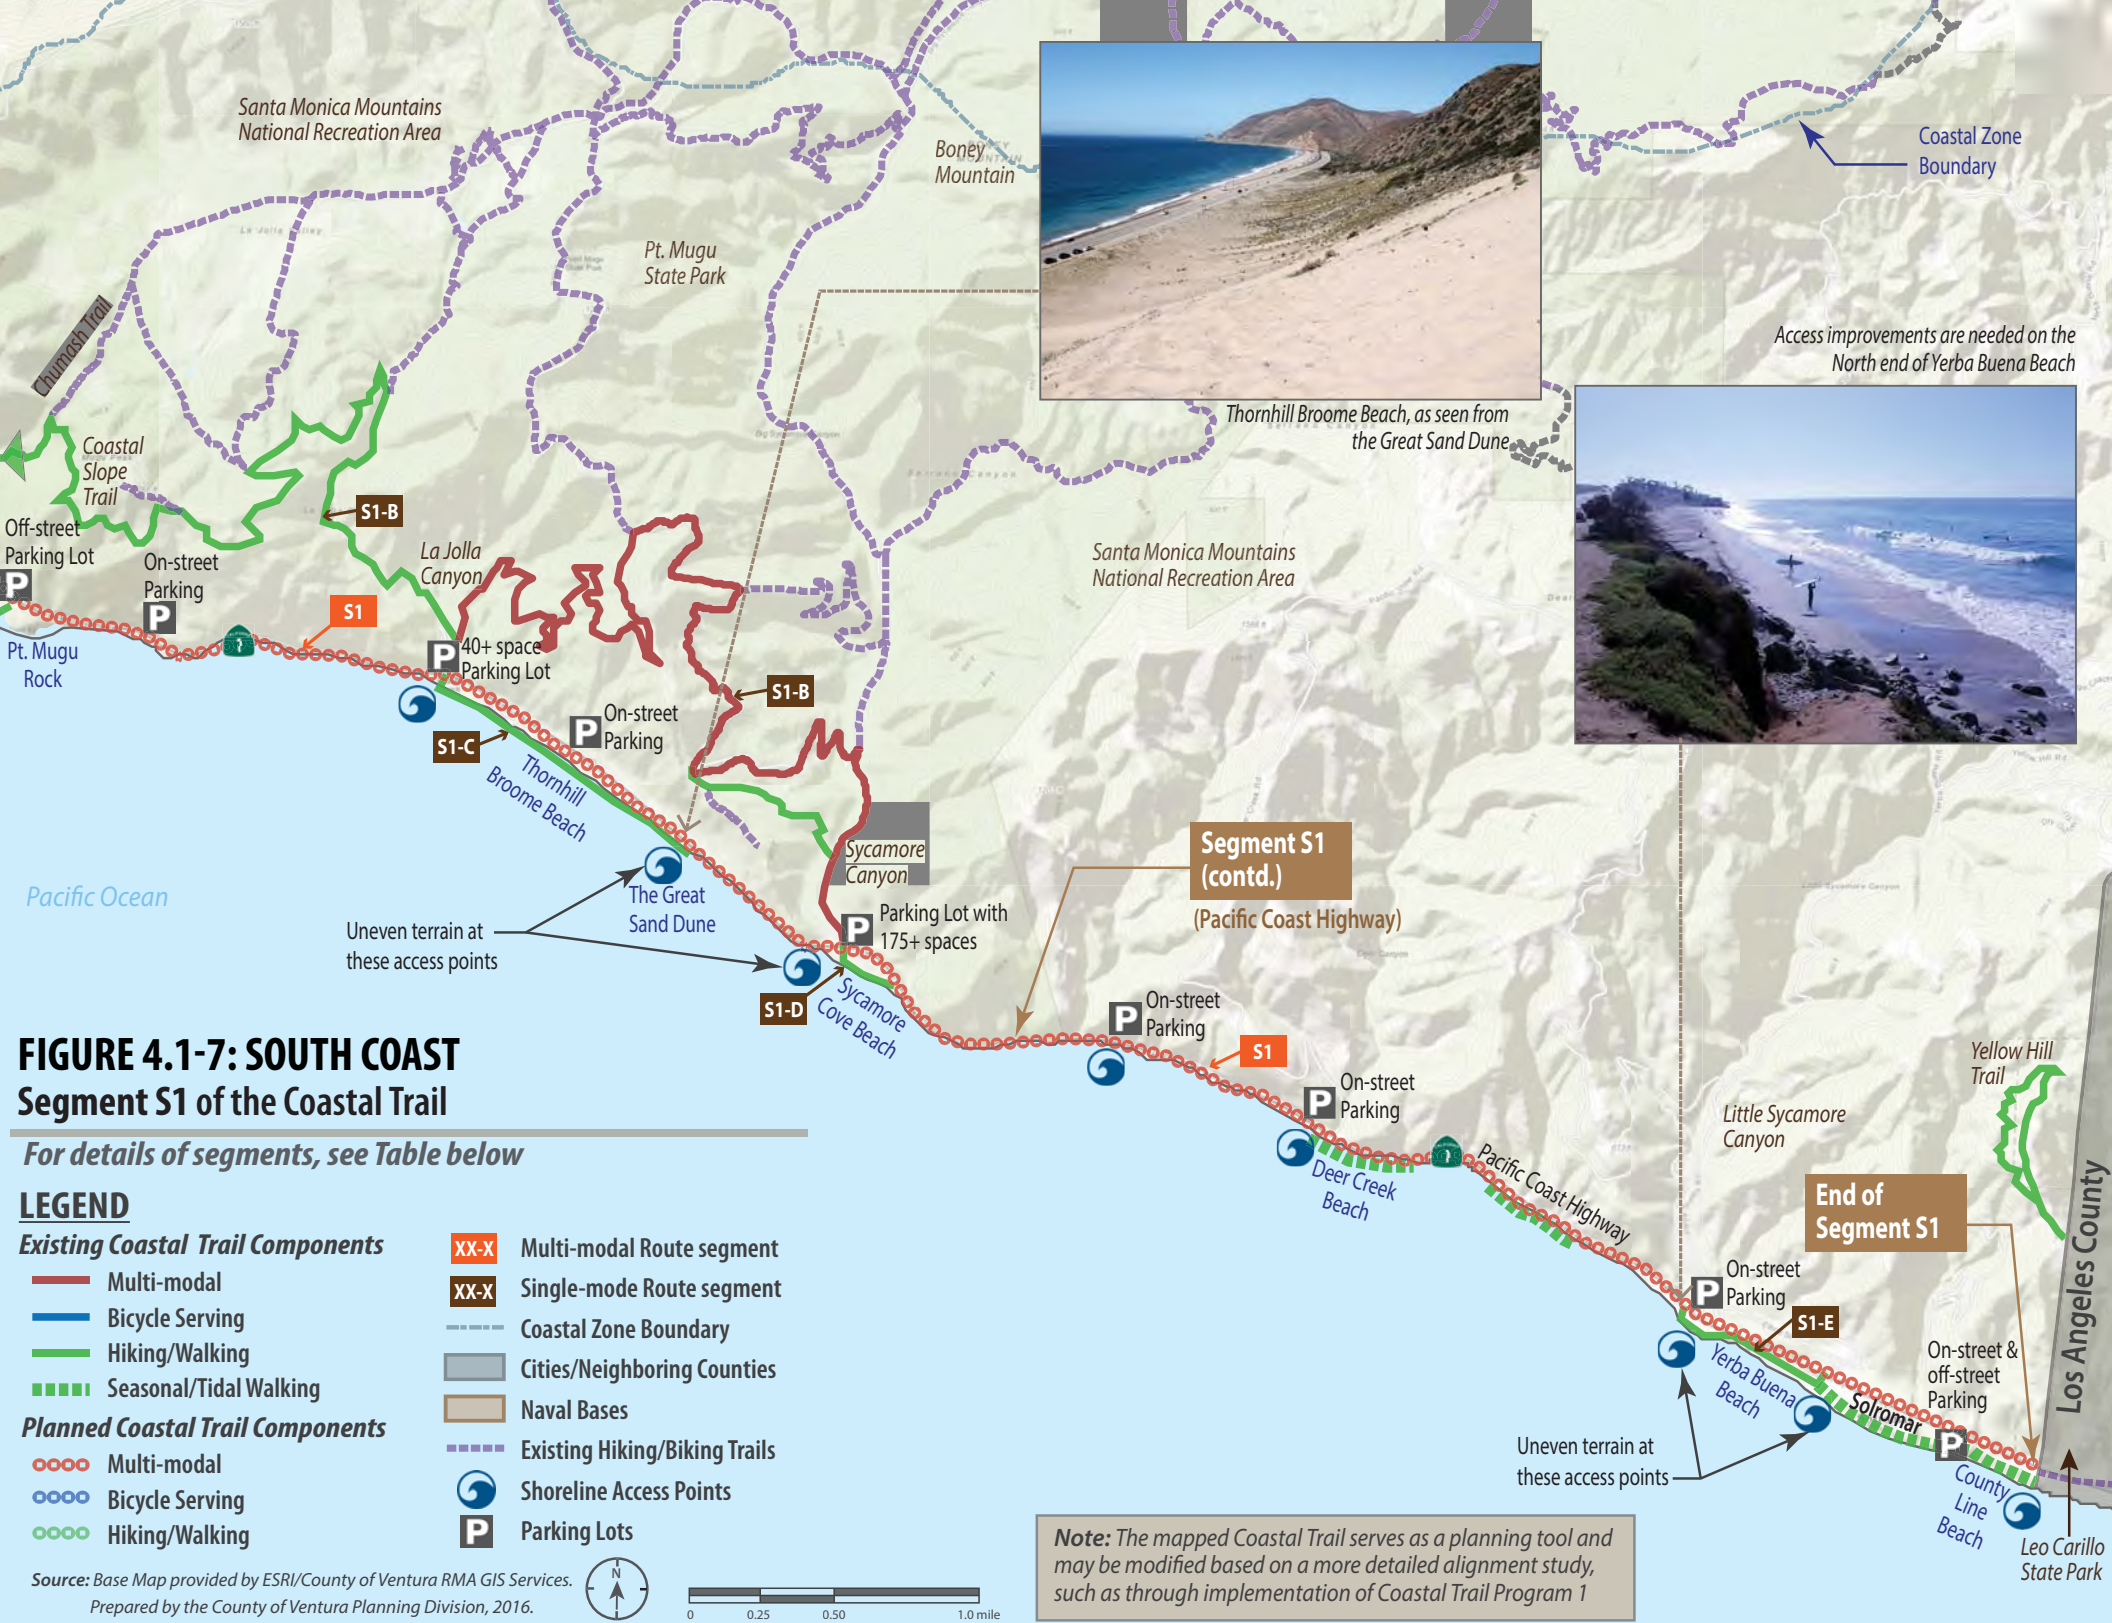 Santa Monica Mountains
National Recreation Area
Boney
Mountain
Coastal Zone
Boundary
Pt. Mugu
State Park
Chumash Trail
Access improvements are needed on the
North end of Yerba Buena Beach
Thornhill Broome Beach, as seen from
the Great Sand Dune
Coastal
Slope
Trail
S1-B
Off-street
Parking Lot
P
On-street
Parking
P
La Jolla
Canyon
Santa Monica Mountains
National Recreation Area
S1
Pt. Mugu
Rock
P
40+ space
Parking Lot
S1-B
S1-C
P
On-street
Parking
Thornhill
Broome Beach
Sycamore
Canyon
Segment S1
(contd.)
(Pacific Coast Highway)
Pacific Ocean
The Great
Sand Dune
Uneven terrain at
these access points
P
Parking Lot with
175+ spaces
S1-D
Sycamore
Cove Beach
P
On-street
Parking
S1
P
On-street
Parking
Deer Creek
Beach
Pacific Coast Highway
Little Sycamore
Canyon
Yellow Hill
Trail
End of
Segment S1
Los Angeles County
P
On-street
Parking
S1-E
Yerba Buena
Beach
Solromar
On-street &
off-street
Parking
P
Uneven terrain at
these access points
County
Line
Beach
Leo Carillo
State Park
FIGURE 4.1-7: SOUTH COAST
Segment S1 of the Coastal Trail
For details of segments, see Table below
LEGEND
Existing Coastal Trail Components
Multi-modal
Bicycle Serving
Hiking/Walking
Seasonal/Tidal Walking
Planned Coastal Trail Components
Multi-modal
Bicycle Serving
Hiking/Walking
XX-X Multi-modal Route segment
XX-X Single-mode Route segment
Coastal Zone Boundary
Cities/Neighboring Counties
Naval Bases
Existing Hiking/Biking Trails
Shoreline Access Points
P Parking Lots
Source: Base Map provided by ESRI/County of Ventura RMA GIS Services.
Prepared by the County of Ventura Planning Division, 2016.
N
0 0.25 0.50 1.0 mile
Note: The mapped Coastal Trail serves as a planning tool and
may be modified based on a more detailed alignment study,
such as through implementation of Coastal Trail Program 1